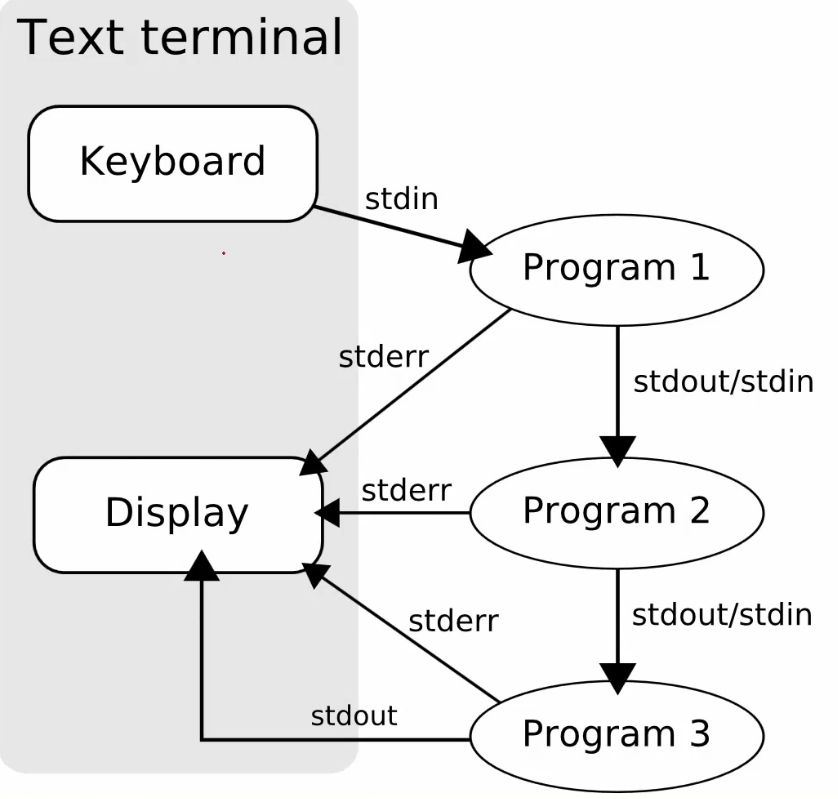 Text terminal
Keyboard
stdin
Program 1
stderr
stdout/stdin
Display
stderr
Program 2
stderr
stdout/stdin
stdout
Program 3